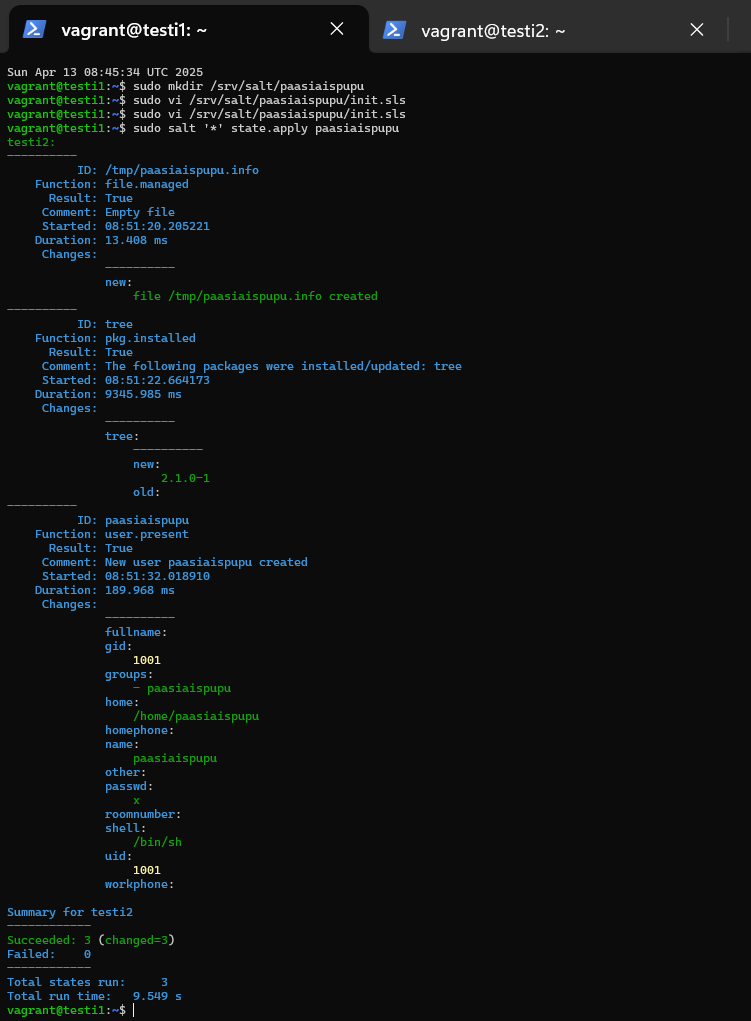 vagrant@testi1: ~
vagrant@testi2: ~
Sun Apr 13 08:45:34 UTC 2025
vagrant@testi1:~$ sudo mkdir /srv/salt/paasiaispupu
vagrant@testi1:~$ sudo vi /srv/salt/paasiaispupu/init.sls
vagrant@testi1:~$ sudo vi /srv/salt/paasiaispupu/init.sls
vagrant@testi1:~$ sudo salt '*' state.apply paasiaispupu
testi2:
----------
          ID: /tmp/paasiaispupu.info
    Function: file.managed
      Result: True
     Comment: Empty file
     Started: 08:51:20.205221
    Duration: 13.408 ms
     Changes:
              ----------
              new:
                  file /tmp/paasiaispupu.info created
----------
          ID: tree
    Function: pkg.installed
      Result: True
     Comment: The following packages were installed/updated: tree
     Started: 08:51:22.664173
    Duration: 9345.985 ms
     Changes:
              ----------
              tree:
                  ----------
                  new:
                      2.1.0-1
                  old:
----------
          ID: paasiaispupu
    Function: user.present
      Result: True
     Comment: New user paasiaispupu created
     Started: 08:51:32.018910
    Duration: 189.968 ms
     Changes:
              ----------
              fullname:
              gid:
                  1001
              groups:
                  - paasiaispupu
              home:
                  /home/paasiaispupu
              homephone:
              name:
                  paasiaispupu
              other:
              passwd:
                  x
              roomnumber:
              shell:
                  /bin/sh
              uid:
                  1001
              workphone:
Summary for testi2
------------
Succeeded: 3 (changed=3)
Failed:    0
------------
Total states run:     3
Total run time:   9.549 s
vagrant@testi1:~$